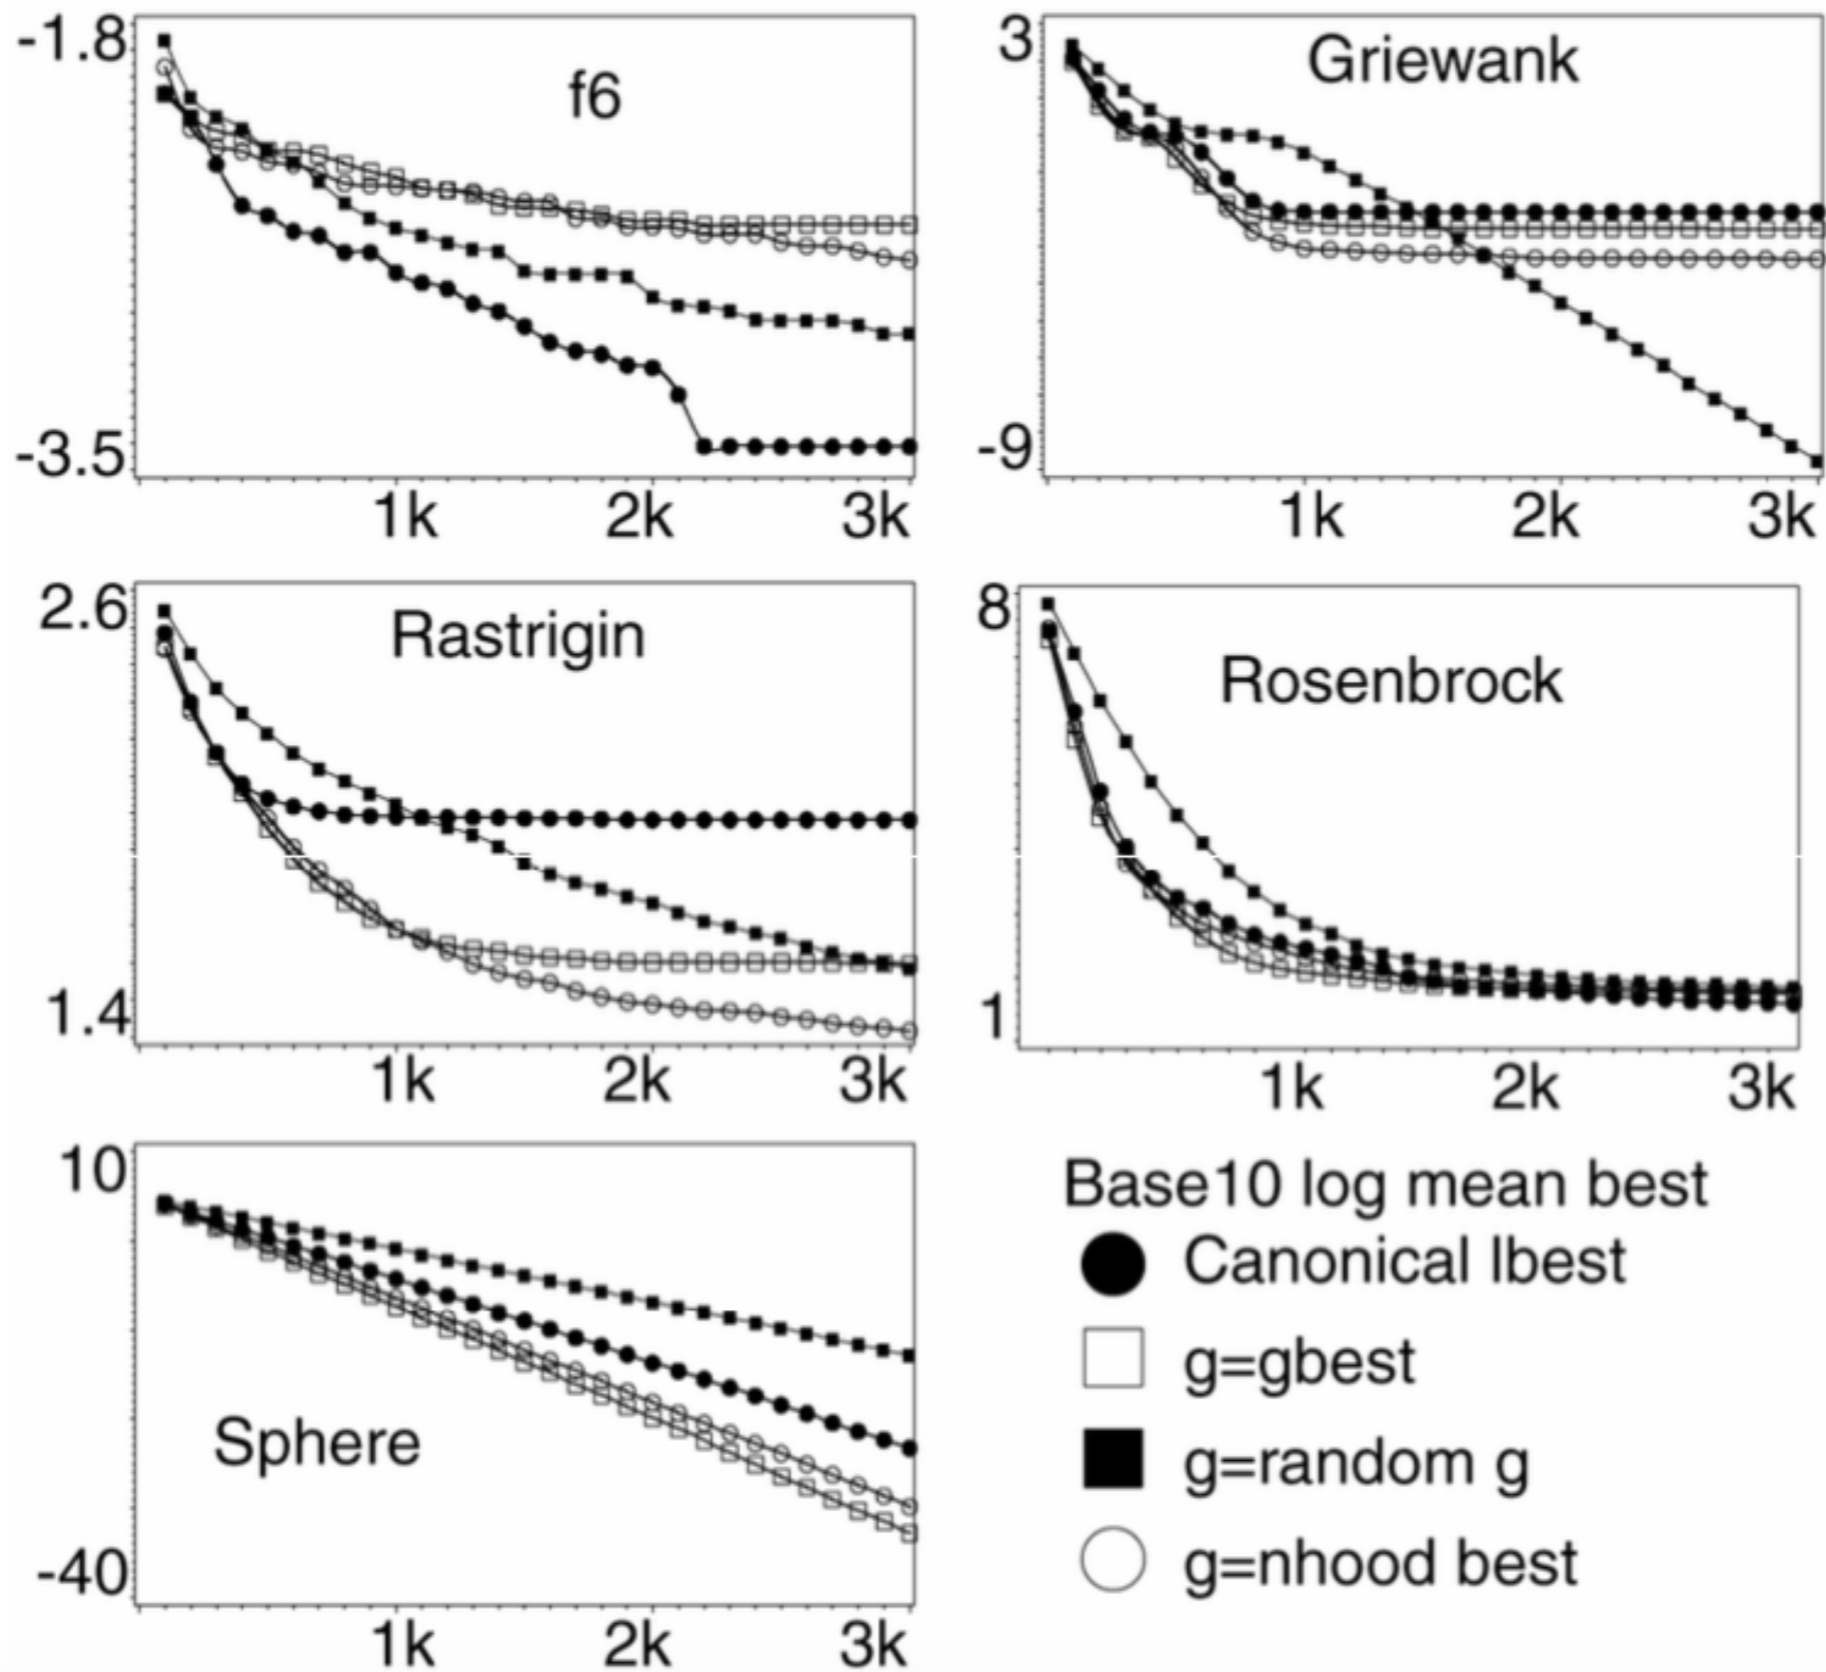 -1.8
f6
-3.5
1k 2k 3k
3
Griewank
-9
1k 2k 3k
2.6
Rastrigin
1.4
1k 2k 3k
8
Rosenbrock
1
1k 2k 3k
10
Sphere
-40
1k 2k 3k
Base10 log mean best
Canonical lbest
g=gbest
g=random g
g=nhood best